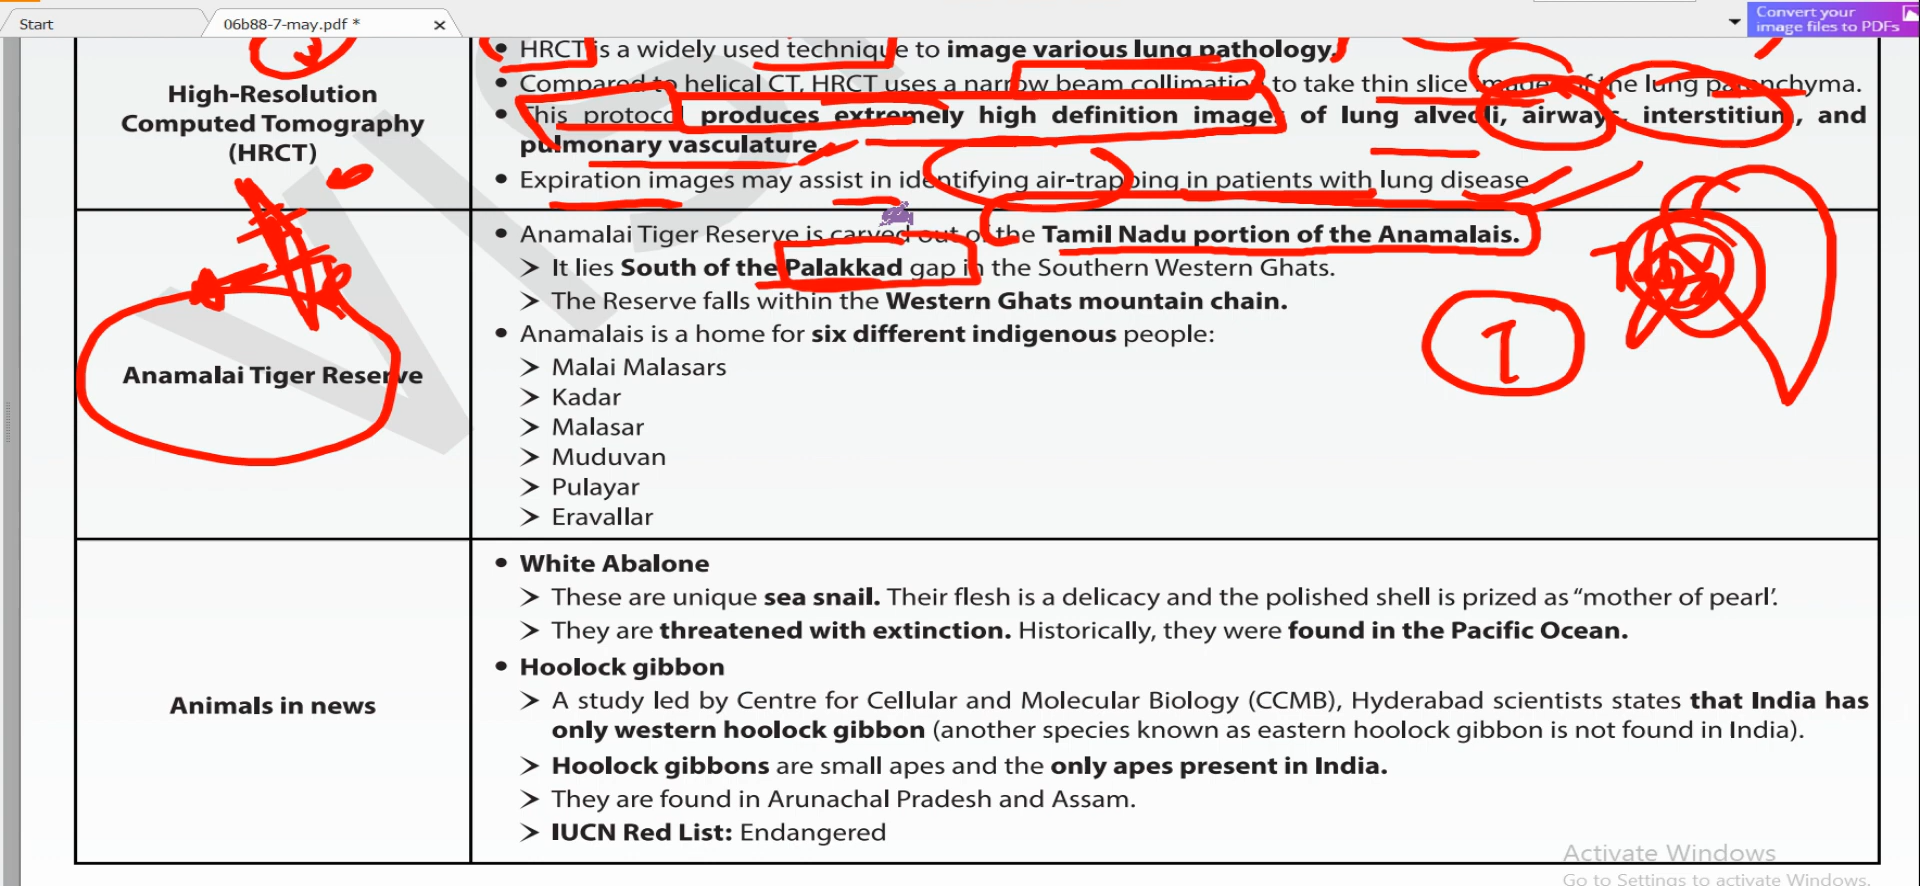 Start
06b88-7-may.pdf *
Convert your
image files to PDFs
High-Resolution
Computed Tomography
(HRCT)
• HRCT is a widely used technique to image various lung pathology.
• Compared to helical CT, HRCT uses a narrow beam collimation to take thin slice images of the lung parenchyma.
• This protocol produces extremely high definition images of lung alveoli, airways, interstitium, and
pulmonary vasculature.
• Expiration images may assist in identifying air-trapping in patients with lung disease
Anamalai Tiger Reserve
• Anamalai Tiger Reserve is carved out of the Tamil Nadu portion of the Anamalais.
➢ It lies South of the Palakkad gap in the Southern Western Ghats.
➢ The Reserve falls within the Western Ghats mountain chain.
• Anamalais is a home for six different indigenous people:
➢ Malai Malasars
➢ Kadar
➢ Malasar
➢ Muduvan
➢ Pulayar
➢ Eravallar
Animals in news
• White Abalone
➢ These are unique sea snail. Their flesh is a delicacy and the polished shell is prized as “mother of pearl’.
➢ They are threatened with extinction. Historically, they were found in the Pacific Ocean.
• Hoolock gibbon
➢ A study led by Centre for Cellular and Molecular Biology (CCMB), Hyderabad scientists states that India has
only western hoolock gibbon (another species known as eastern hoolock gibbon is not found in India).
➢ Hoolock gibbons are small apes and the only apes present in India.
➢ They are found in Arunachal Pradesh and Assam.
➢ IUCN Red List: Endangered
Activate Windows
Go to Settings to activate Windows.